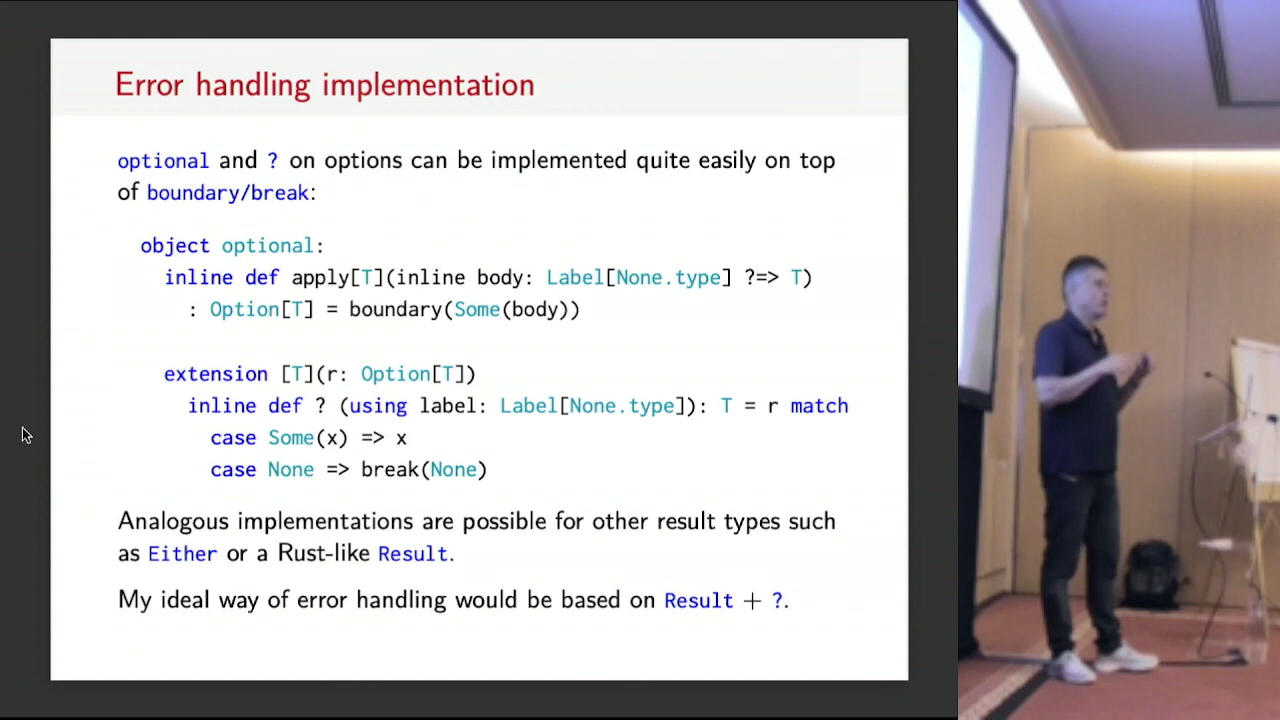 Error handling implementation
optional and ? on options can be implemented quite easily on top
of boundary/break:
object optional:
inline def apply[T](inline body: Label[None.type] ?=> T)
: Option[T] = boundary(Some(body))
extension [T](r: Option[T])
inline def ? (using label: Label[None.type]): T = r match
case Some(x) => x
case None => break(None)
Analogous implementations are possible for other result types such
as Either or a Rust-like Result.
My ideal way of error handling would be based on Result + ?.